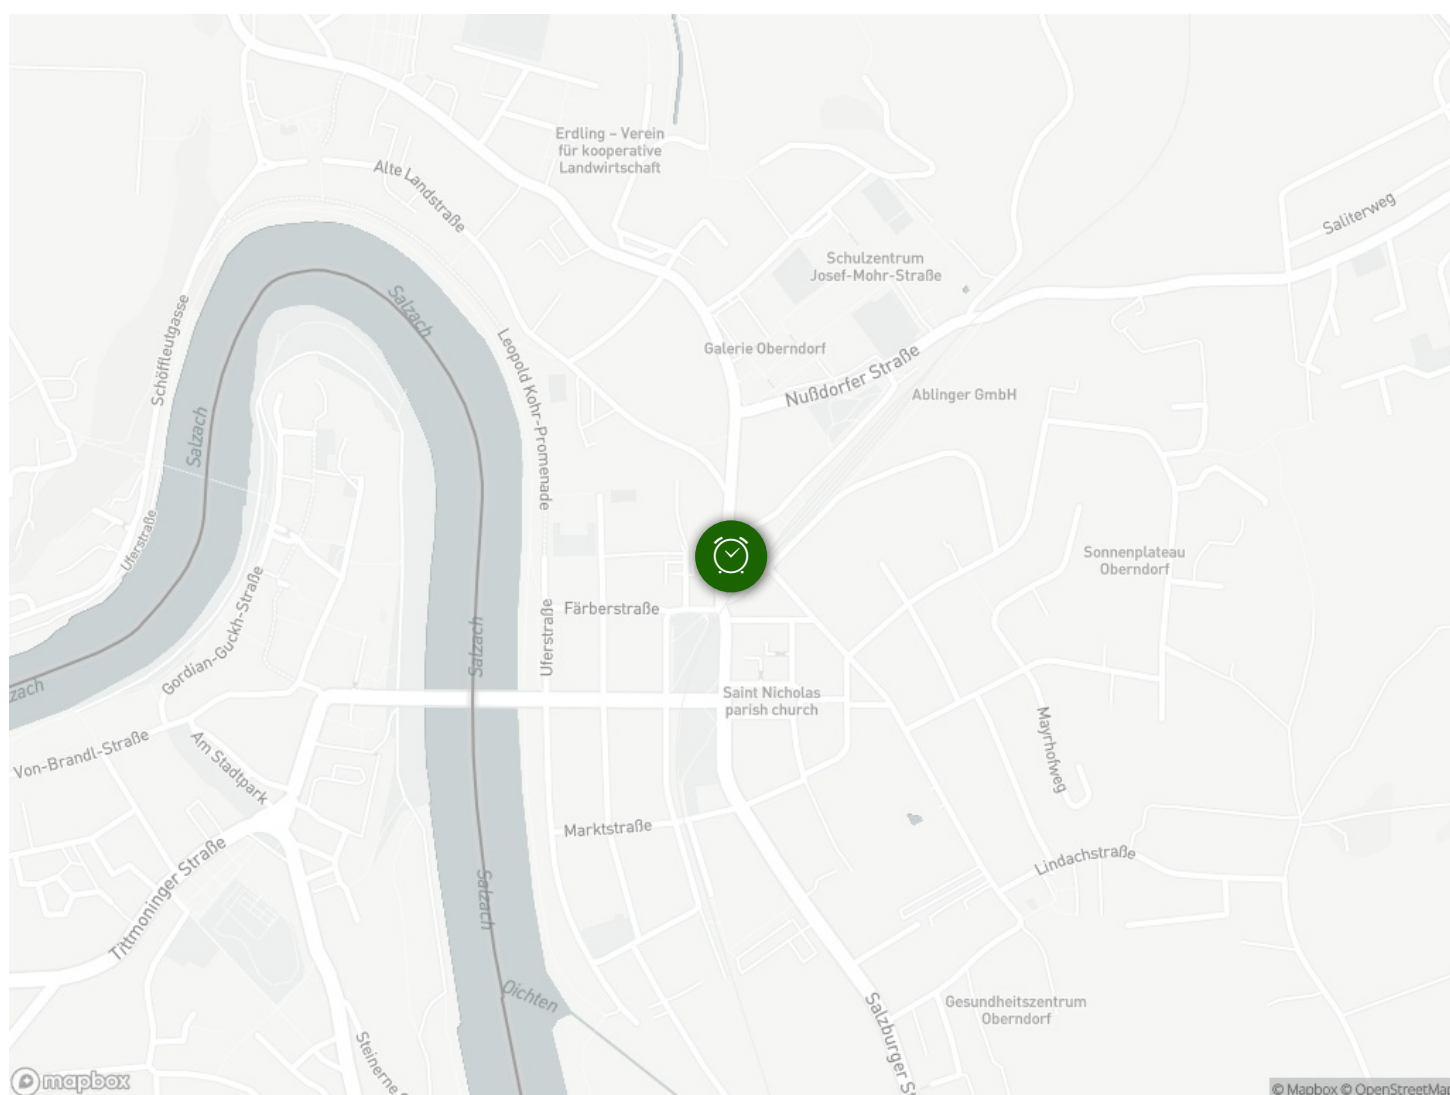 Erdling – Verein
für kooperative
Landwirtschaft
Alte Landstraße
Saliterweg
Schulzentrum
Josef-Mohr-Straße
Salzach
Schöffleutgasse
Leopold Kohr-Promenade
Galerie Oberndorf
Nußdorfer Straße
Ablinger GmbH
Salzach
Uferstraße
Sonnenplateau
Oberndorf
Färberstraße
Uferstraße
Gordian-Guckh-Straße
Salzach
zach
Saint Nicholas
parish church
Von-Brandl-Straße
Am Stadtpark
Mayrhofweg
Marktstraße
Lindachstraße
Tittmoninger Straße
Salzach
Oichten
Gesundheitszentrum
Oberndorf
Salzburger S
Steinerne
mapbox
© Mapbox © OpenStreetMap